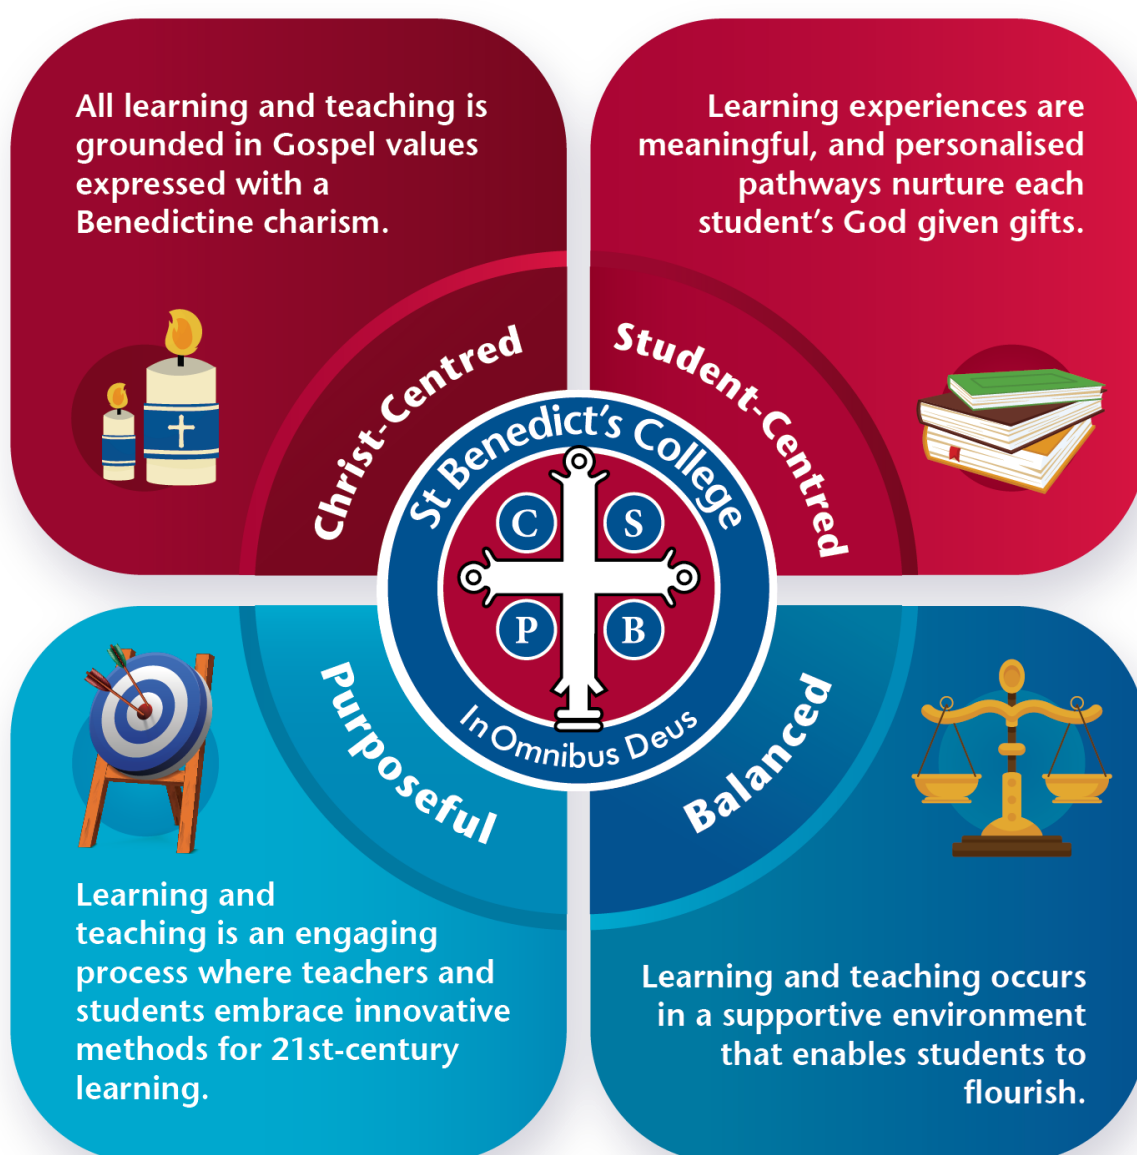 All learning and teaching is
grounded in Gospel values
expressed with a
Benedictine charism.
Christ-Centred
Learning experiences are
meaningful, and personalised
pathways nurture each
student’s God given gifts.
Student-Centred
St Benedict’s College
C
S
P
B
In Omnibus Deus
Purposeful
Learning and
teaching is an engaging
process where teachers and
students embrace innovative
methods for 21st-century
learning.
Balanced
Learning and teaching occurs
in a supportive environment
that enables students to
flourish.